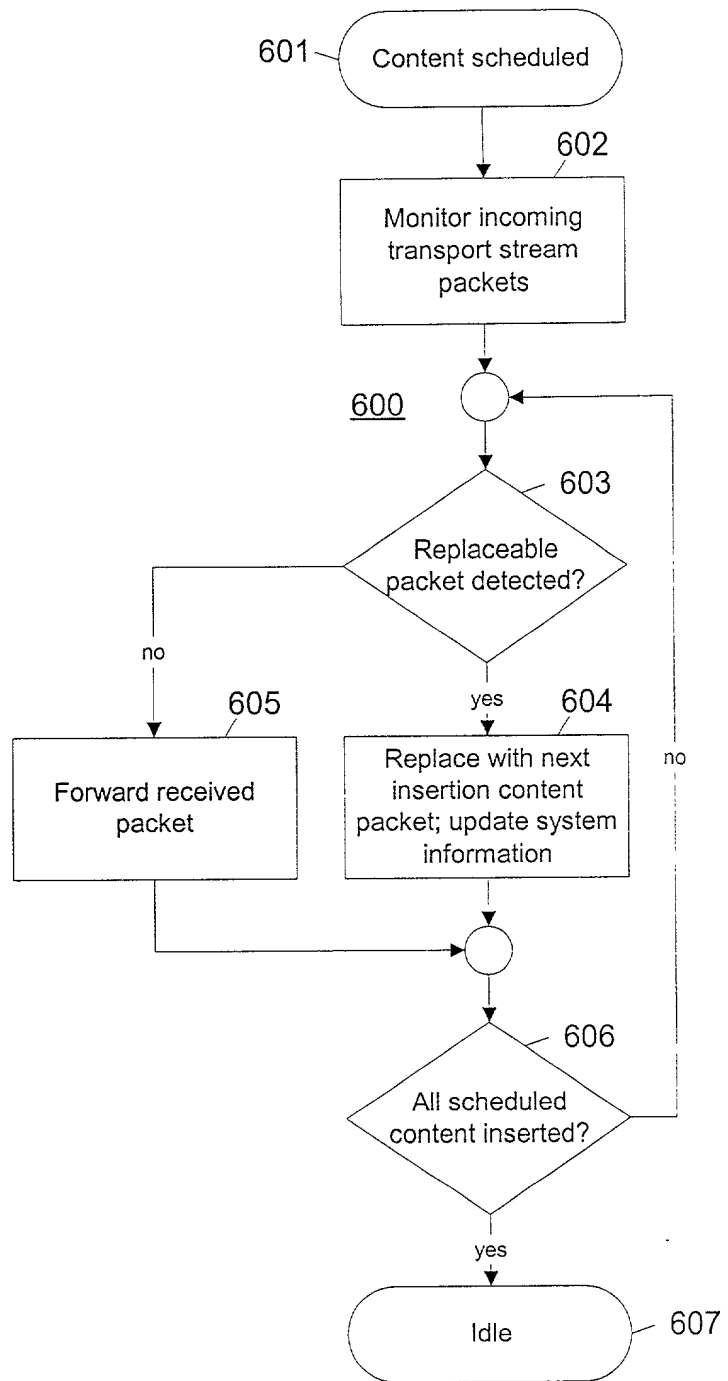 601
Content scheduled
602
Monitor incoming
transport stream
packets
600
603
Replaceable
packet detected?
no
yes
605
604
Forward received
packet
Replace with next
insertion content
packet; update system
information
no
606
All scheduled
content inserted?
yes
Idle
607